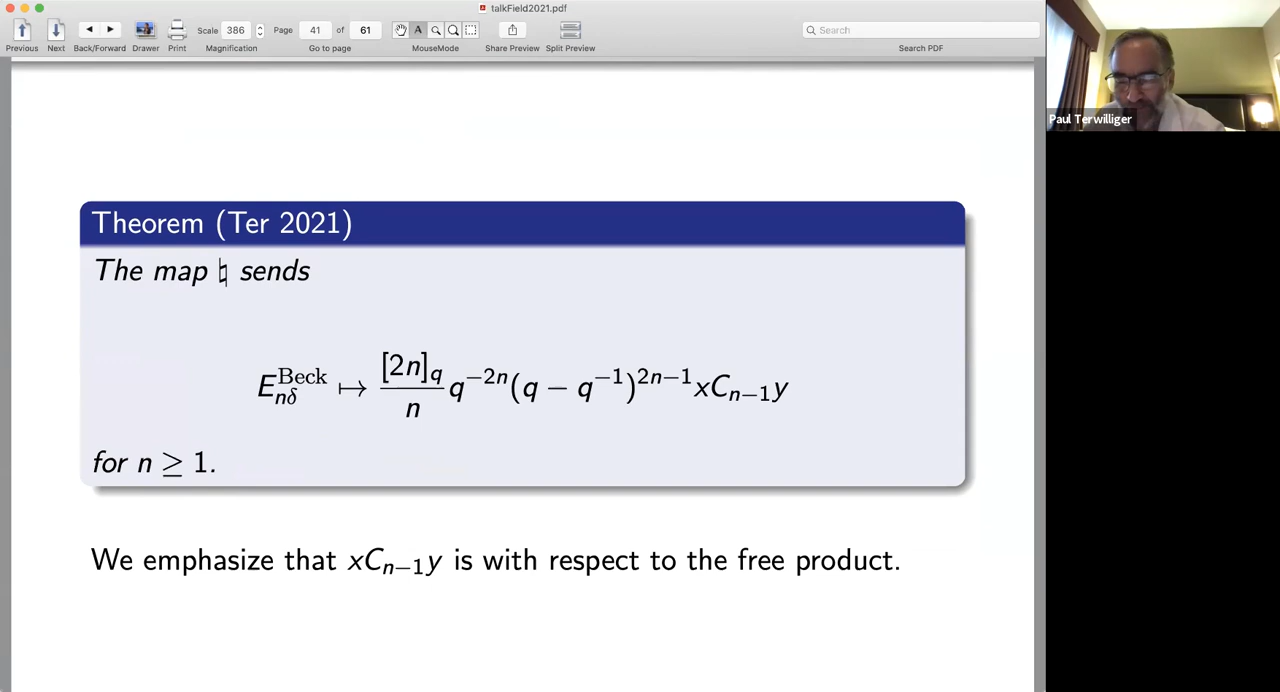 talkField2021.pdf
Previous Next Back/Forward Drawer Print Scale 386 Magnification Page 41 of 61 Go to page A MouseMode Share Preview Split Preview Search Search PDF
Paul Terwilliger
Theorem (Ter 2021)
The map ♮ sends
E_{nδ}^{Beck} ↦ \frac{[2n]_q}{n} q^{-2n}(q − q^{-1})^{2n−1}xC_{n−1}y
for n ≥ 1.
We emphasize that xC_{n−1}y is with respect to the free product.